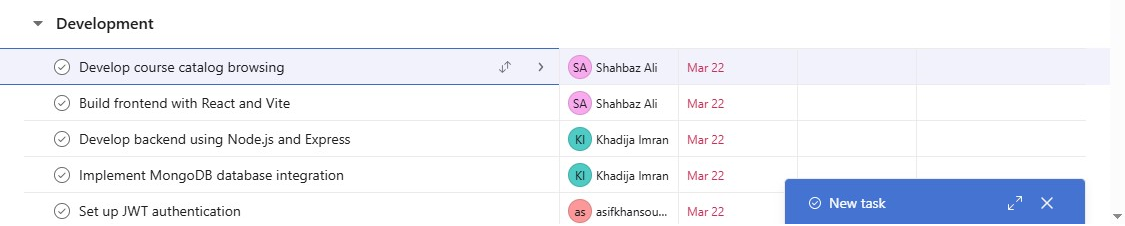 Development
Develop course catalog browsing SA Shahbaz Ali Mar 22
Build frontend with React and Vite SA Shahbaz Ali Mar 22
Develop backend using Node.js and Express KI Khadija Imran Mar 22
Implement MongoDB database integration KI Khadija Imran Mar 22
Set up JWT authentication as asifkhansou... Mar 22
New task